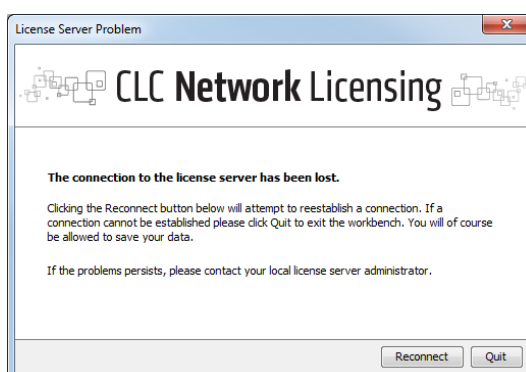 License Server Problem
CLC Network Licensing
The connection to the license server has been lost.
Clicking the Reconnect button below will attempt to reestablish a connection. If a
connection cannot be established please click Quit to exit the workbench. You will of course
be allowed to save your data.
If the problems persists, please contact your local license server administrator.
Reconnect Quit